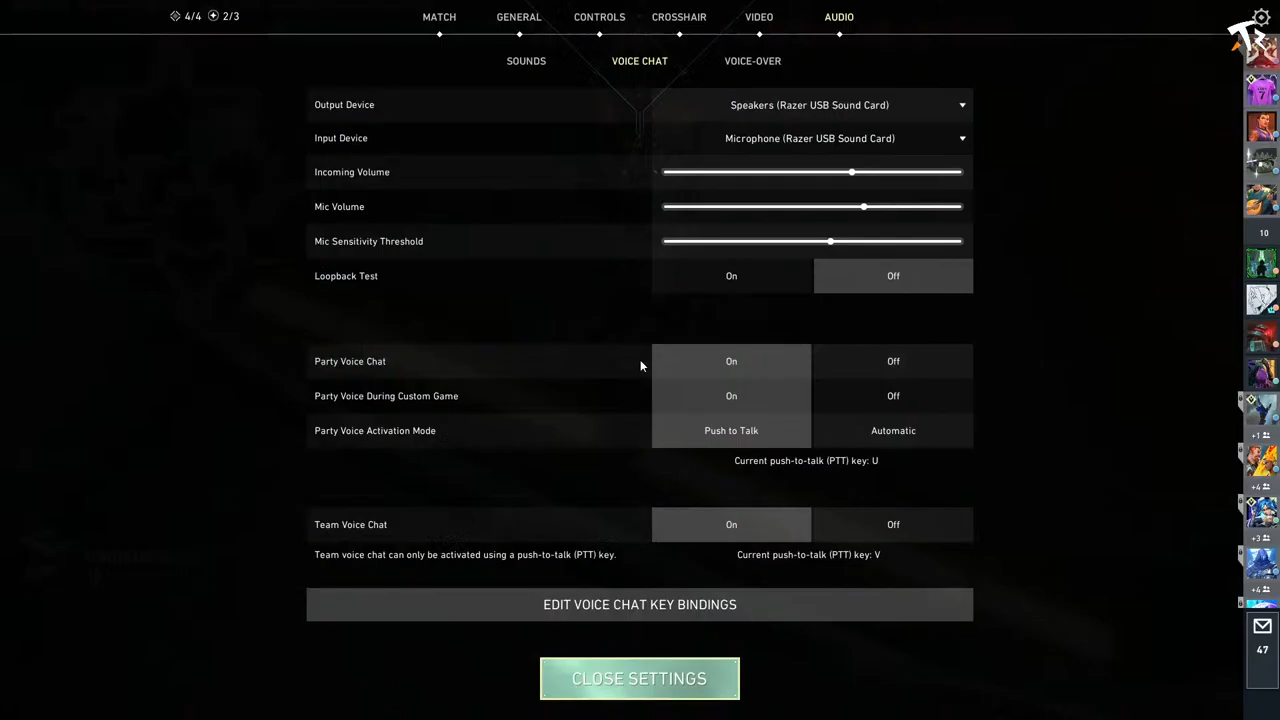 4/4 2/3
MATCH GENERAL CONTROLS CROSSHAIR VIDEO AUDIO
SOUNDS VOICE CHAT VOICE-OVER
Output Device Speakers (Razer USB Sound Card)
Input Device Microphone (Razer USB Sound Card)
Incoming Volume
Mic Volume
Mic Sensitivity Threshold
Loopback Test On Off
Party Voice Chat On Off
Party Voice During Custom Game On Off
Party Voice Activation Mode Push to Talk Automatic
Current push-to-talk (PTT) key: U
Team Voice Chat On Off
Team voice chat can only be activated using a push-to-talk (PTT) key. Current push-to-talk (PTT) key: V
EDIT VOICE CHAT KEY BINDINGS
CLOSE SETTINGS
7
10
+1
+4
+3
+4
47